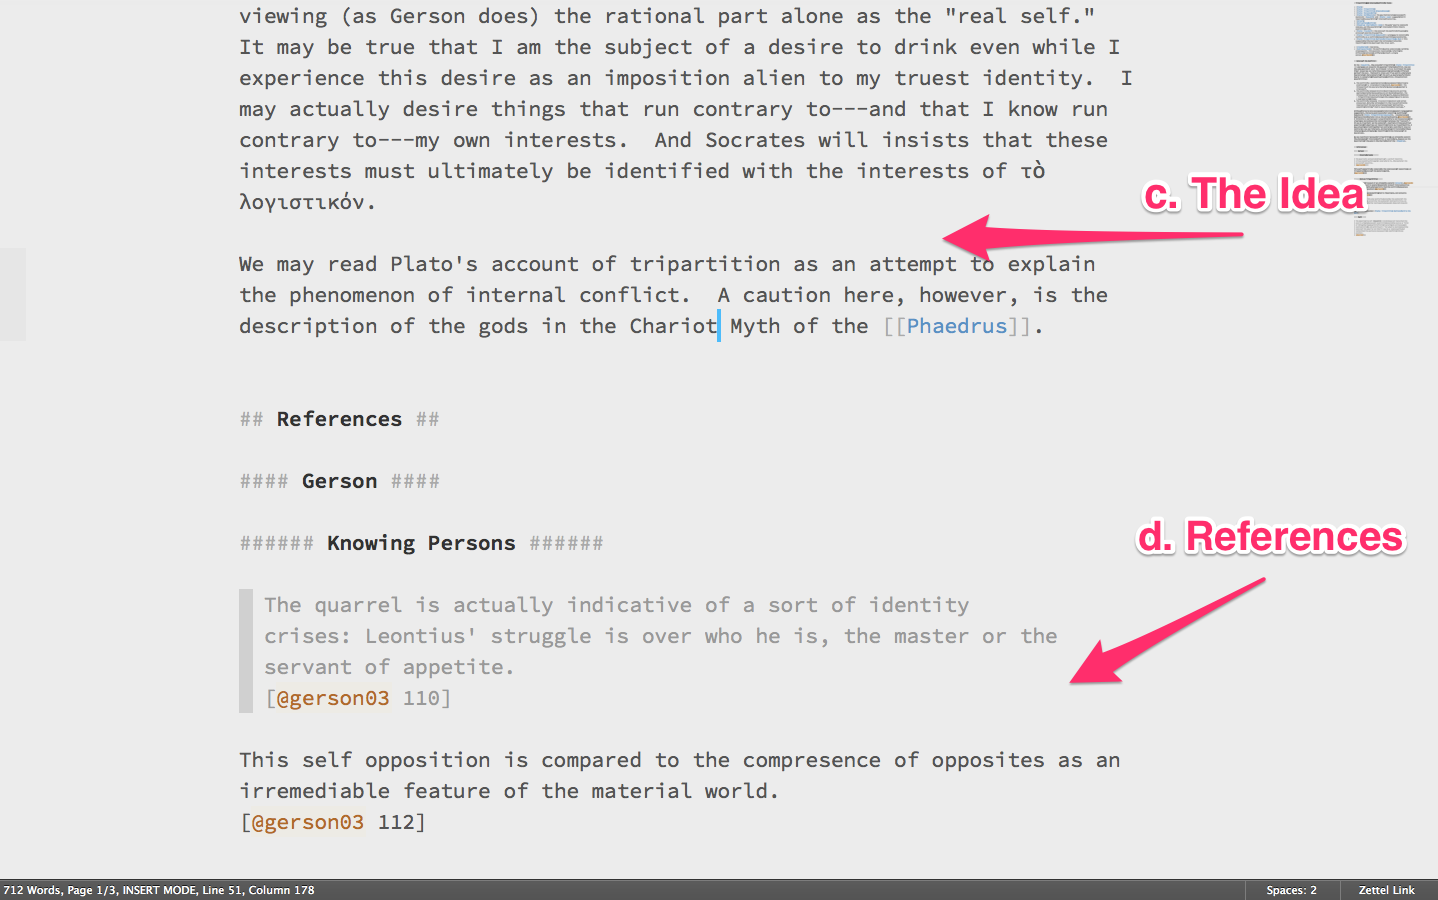 viewing (as Gerson does) the rational part alone as the "real self."
It may be true that I am the subject of a desire to drink even while I
experience this desire as an imposition alien to my truest identity.  I
may actually desire things that run contrary to---and that I know run
contrary to---my own interests.  And Socrates will insists that these
interests must ultimately be identified with the interests of τὸ
λογιστικόν.
c. The Idea
We may read Plato's account of tripartition as an attempt to explain
the phenomenon of internal conflict.  A caution here, however, is the
description of the gods in the Chariot Myth of the [[Phaedrus]].
## References ##
#### Gerson ####
###### Knowing Persons ######
d. References
The quarrel is actually indicative of a sort of identity
crises: Leontius' struggle is over who he is, the master or the
servant of appetite.
[@gerson03 110]
This self opposition is compared to the compresence of opposites as an
irremediable feature of the material world.
[@gerson03 112]
712 Words, Page 1/3, INSERT MODE, Line 51, Column 178
Spaces: 2
Zettel Link